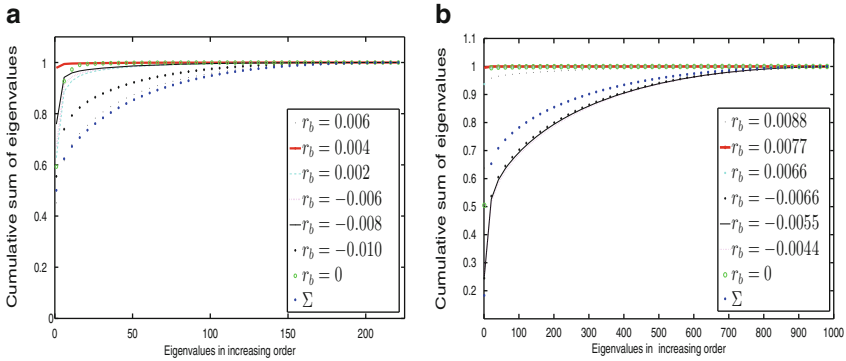 a
Cumulative sum of eigenvalues
1
0.8
0.6
0.4
0.2
0
0
50
100
150
200
Eigenvalues in increasing order
r_b = 0.006
r_b = 0.004
r_b = 0.002
r_b = −0.006
r_b = −0.008
r_b = −0.010
r_b = 0
Σ
b
Cumulative sum of eigenvalues
1.1
1
0.9
0.8
0.7
0.6
0.5
0.4
0.3
0.2
0
100
200
300
400
500
600
700
800
900
1000
Eigenvalues in increasing order
r_b = 0.0088
r_b = 0.0077
r_b = 0.0066
r_b = −0.0066
r_b = −0.0055
r_b = −0.0044
r_b = 0
Σ